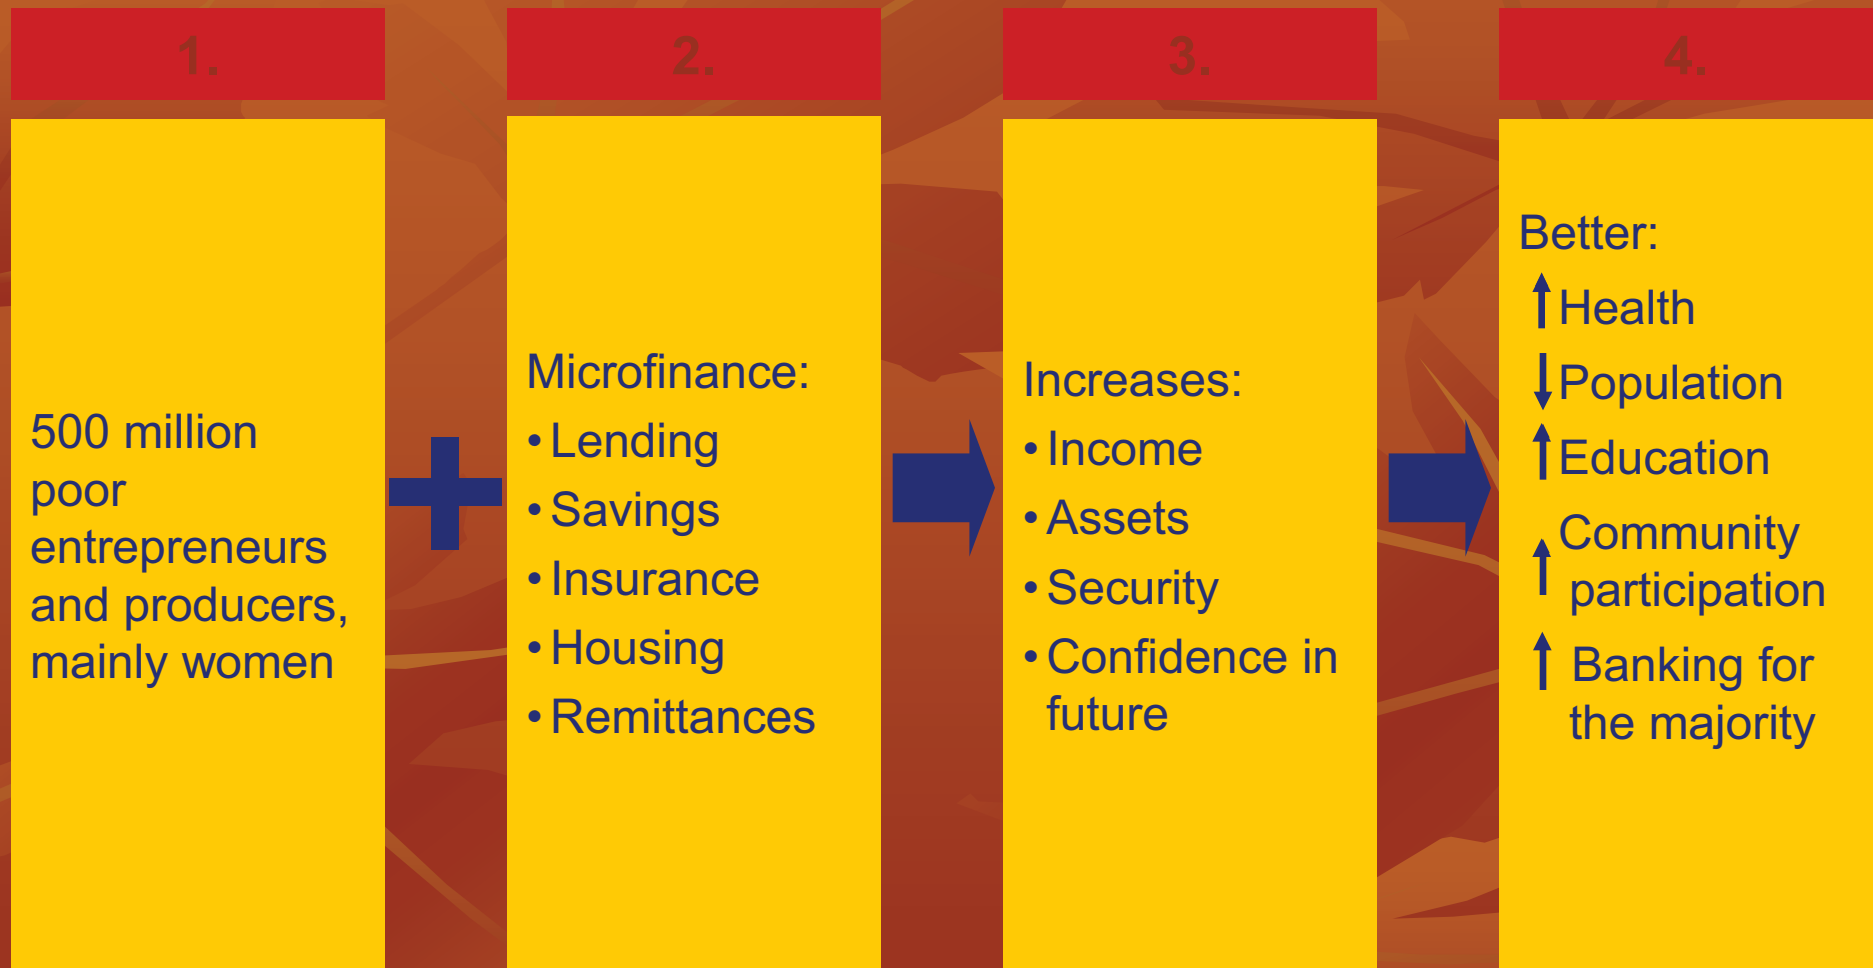 1.
500 million
poor
entrepreneurs
and producers,
mainly women
2.
Microfinance:
• Lending
• Savings
• Insurance
• Housing
• Remittances
3.
Increases:
• Income
• Assets
• Security
• Confidence in
future
4.
Better:
Health
Population
Education
Community
participation
Banking for
the majority